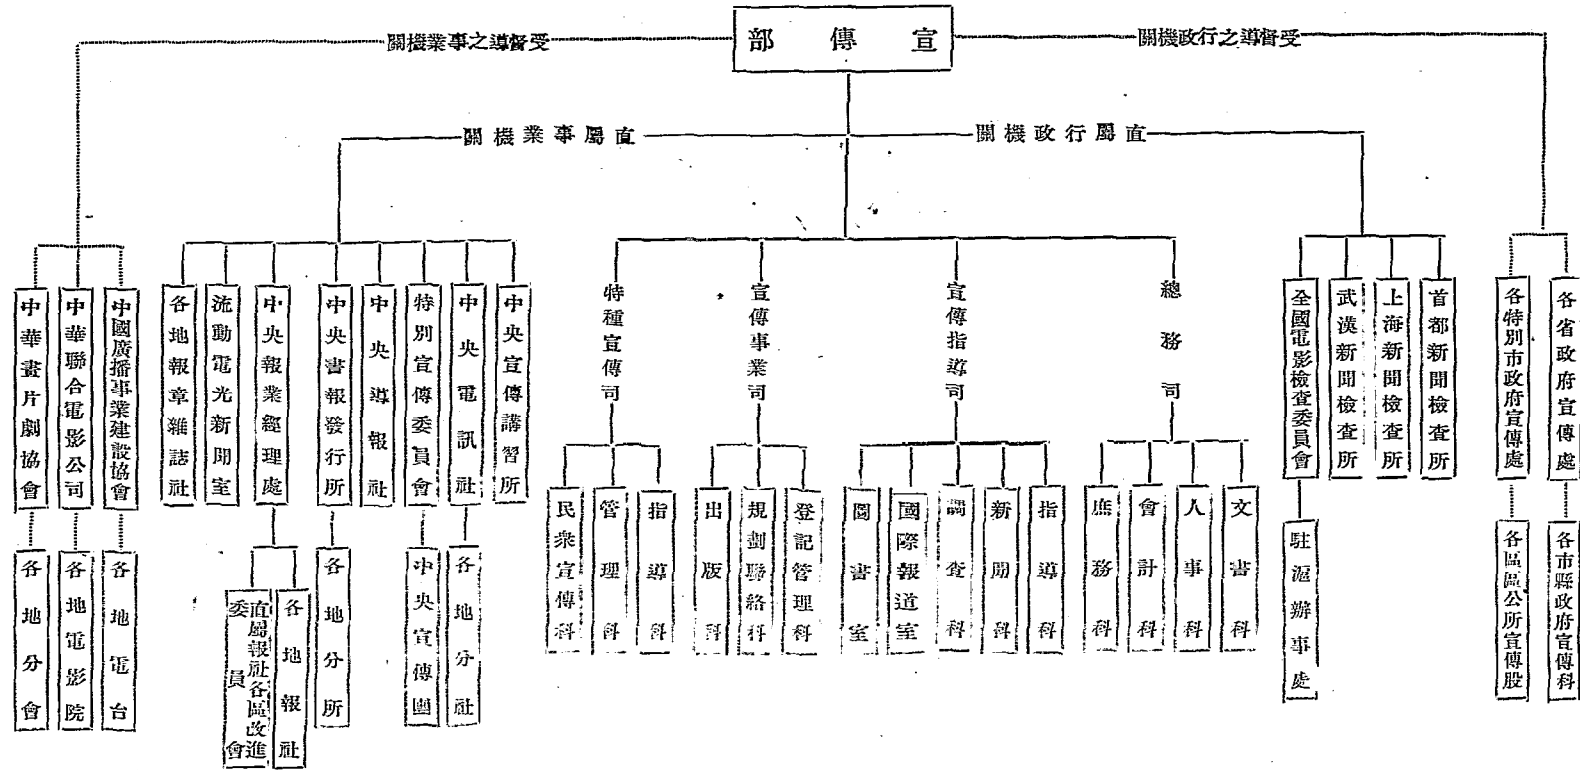 宣傳部
受督導之行政機關
受督導之事業機關
直屬行政機關
直屬事業機關
各省政府宣傳處
各特別市政府宣傳處
首都新聞檢查所
上海新聞檢查所
武漢新聞檢查所
全國電影檢查委員會
總務司
宣傳指導司
宣傳事業司
特種宣傳司
中央宣傳講習所
中央電訊社
特別宣傳委員會
中央導報社
中央書報發行所
中央報業經理處
流動電光新聞室
各地報章雜誌社
中國廣播事業建設協會
中華聯合電影公司
中華畫片劇協會
各市縣政府宣傳科
各區區公所宣傳股
駐滬辦事處
文書科
人事科
會計科
庶務科
指導科
新聞科
調查科
國際報道室
圖書室
登記管理科
規劃聯絡科
出版科
指導科
管理科
民衆宣傳科
各地分社
中央宣傳團
各地分所
各地報社
直屬報社各區改進委員會
各地電台
各地電影院
各地分會